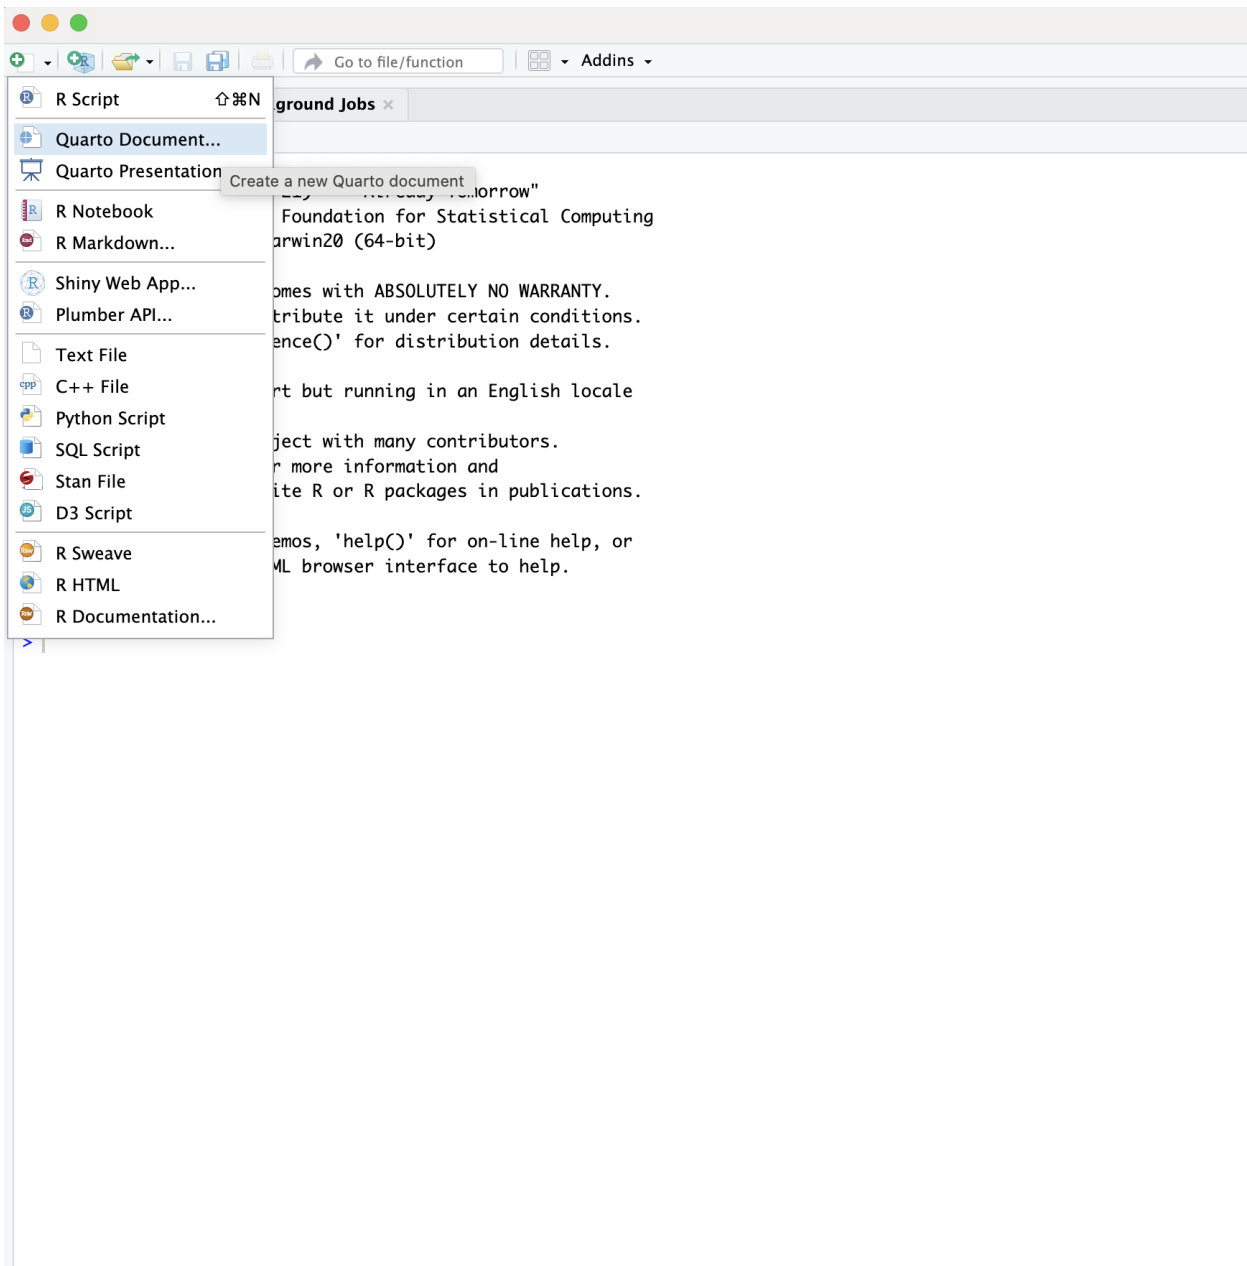 Go to file/function
Addins
R Script ⇧⌘N
ground Jobs
Quarto Document...
Quarto Presentation
Create a new Quarto document
R Notebook
Foundation for Statistical Computing
R Markdown...
arwin20 (64-bit)
Shiny Web App...
omes with ABSOLUTELY NO WARRANTY.
Plumber API...
tribute it under certain conditions.
ence()' for distribution details.
Text File
C++ File
rt but running in an English locale
Python Script
ject with many contributors.
SQL Script
r more information and
Stan File
ite R or R packages in publications.
D3 Script
emos, 'help()' for on-line help, or
R Sweave
ML browser interface to help.
R HTML
R Documentation...
>